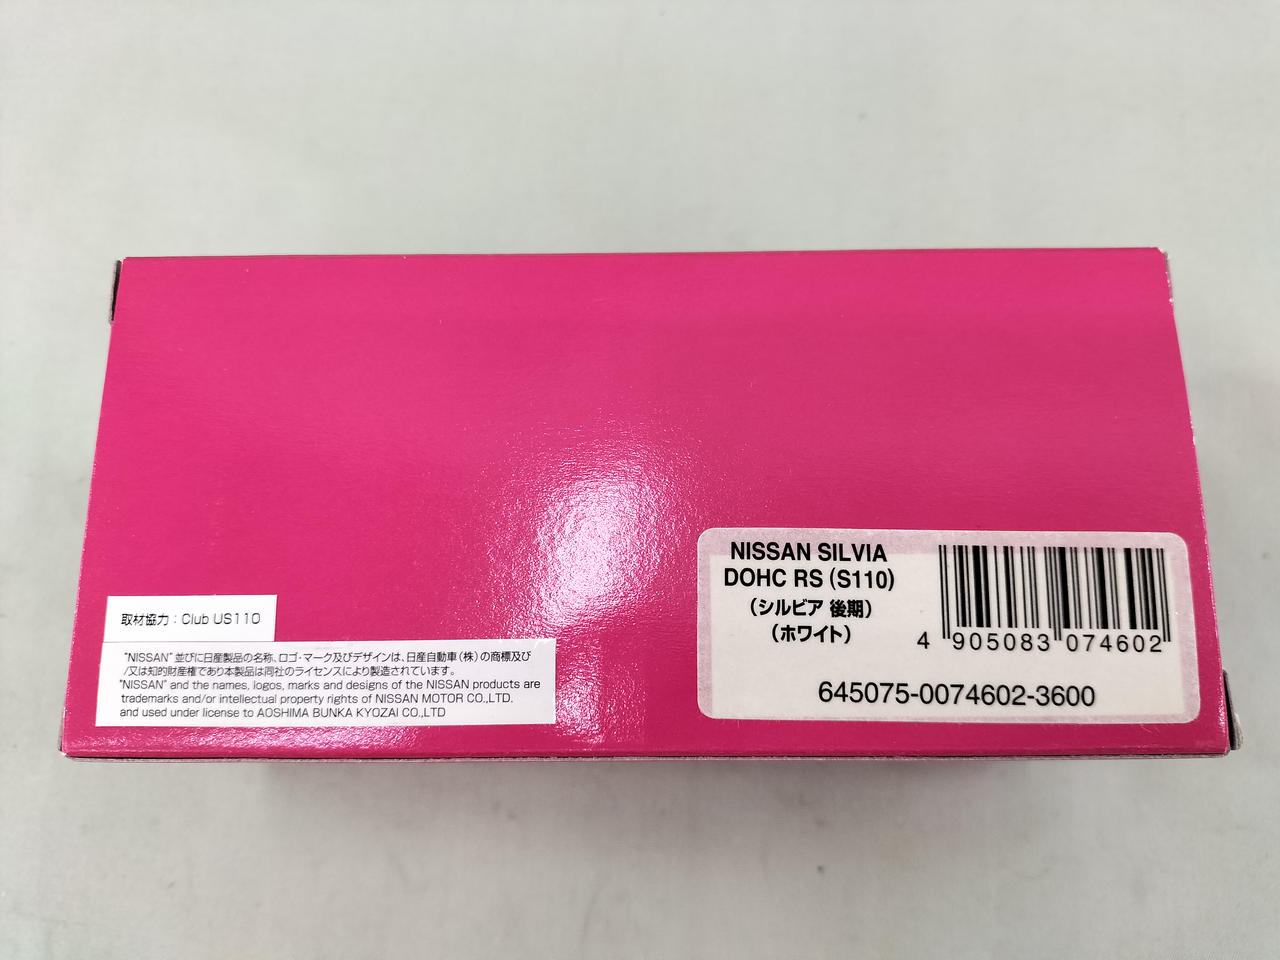 取材協力：Club US110
"NISSAN" 並びに日産製品の名称、ロゴ・マーク及びデザインは、日産自動車（株）の商標及び
/又は知的財産権であり本製品は同社のライセンスにより製造されています。
"NISSAN" and the names, logos, marks and designs of the NISSAN products are
trademarks and/or intellectual property rights of NISSAN MOTOR CO.,LTD.
and used under license to AOSHIMA BUNKA KYOZAI CO.,LTD
NISSAN SILVIA
DOHC RS (S110)
（シルビア 後期）
（ホワイト）
4 905083 074602
645075-0074602-3600